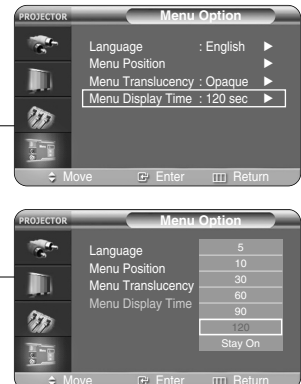 PROJECTOR Menu Option
Language : English
Menu Position
Menu Translucency : Opaque
Menu Display Time : 120 sec
Move Enter Return
PROJECTOR Menu Option
Language
Menu Position
Menu Translucency
Menu Display Time
5
10
30
60
90
120
Stay On
Move Enter Return